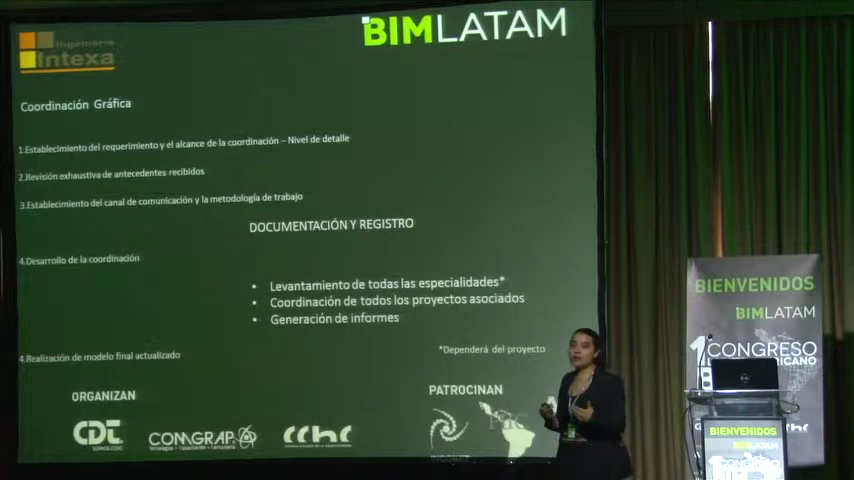 Ingeniería
Intexa
BIMLATAM
Coordinación Gráfica
1.Establecimiento del requerimiento y el alcance de la coordinación – Nivel de detalle
2.Revisión exhaustiva de antecedentes recibidos
3.Establecimiento del canal de comunicación y la metodología de trabajo
DOCUMENTACIÓN Y REGISTRO
4.Desarrollo de la coordinación
• Levantamiento de todas las especialidades*
• Coordinación de todos los proyectos asociados
• Generación de informes
4.Realización de modelo final actualizado
*Dependerá del proyecto
ORGANIZAN
PATROCINAN
CDT
COMGRAP
cchc
BIENVENIDOS
BIMLATAM
1
CONGRESO
BIENVENIDOS
BIMLATAM
CONGRESO